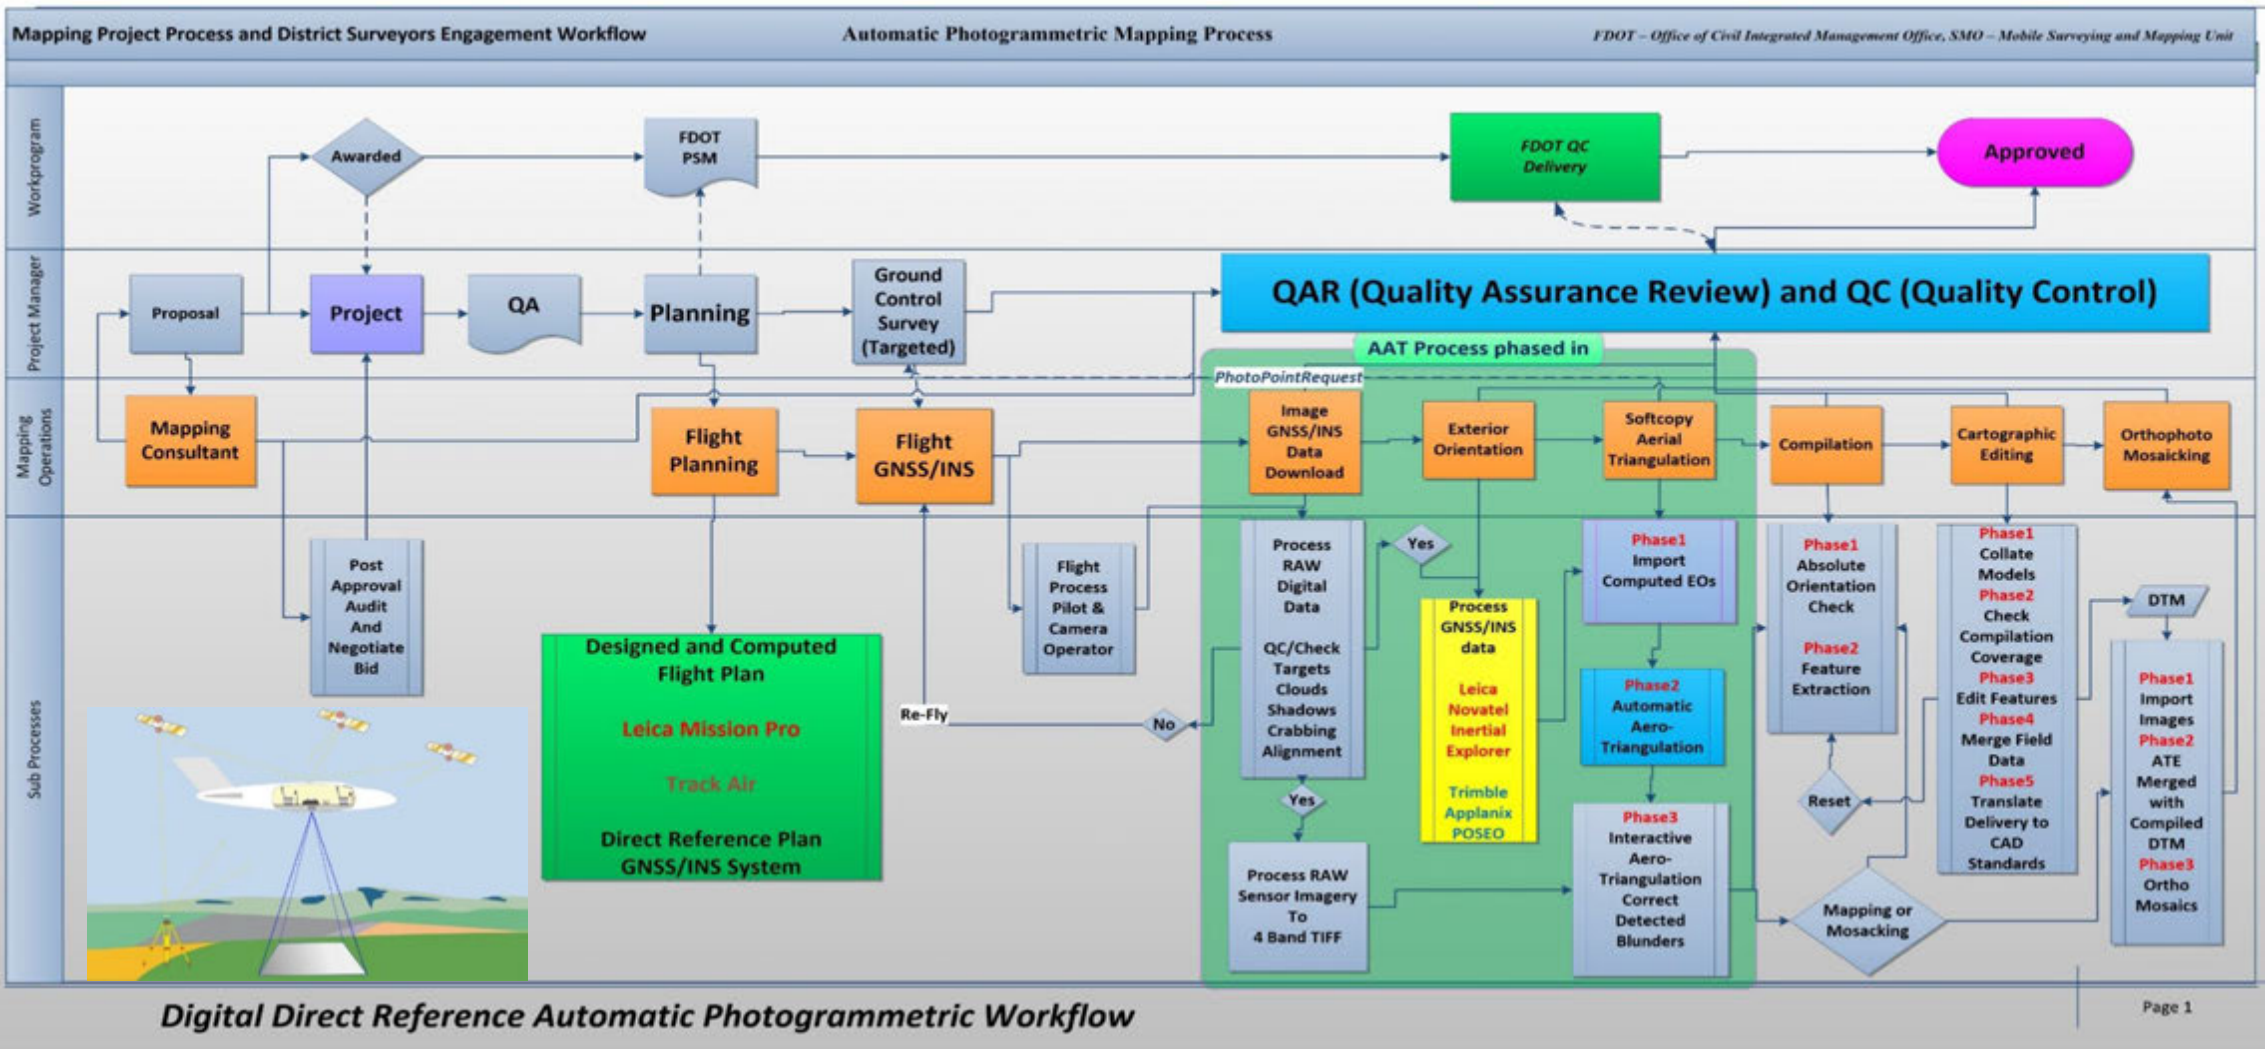 Mapping Project Process and District Surveyors Engagement Workflow
Automatic Photogrammetric Mapping Process
FDOT – Office of Civil Integrated Management Office, SMO – Mobile Surveying and Mapping Unit
Workprogram
Awarded
FDOT
PSM
FDOT QC
Delivery
Approved
Project Manager
Proposal
Project
QA
Planning
Ground
Control
Survey
(Targeted)
QAR (Quality Assurance Review) and QC (Quality Control)
AAT Process phased in
PhotoPointRequest
Mapping
Operations
Mapping
Consultant
Flight
Planning
Flight
GNSS/INS
Image
GNSS/INS
Data
Download
Exterior
Orientation
Softcopy
Aerial
Triangulation
Compilation
Cartographic
Editing
Orthophoto
Mosaicking
Sub Processes
Post
Approval
Audit
And
Negotiate
Bid
Designed and Computed
Flight Plan
Leica Mission Pro
Track Air
Direct Reference Plan
GNSS/INS System
Re-Fly
Flight
Process
Pilot &
Camera
Operator
No
Process
RAW
Digital
Data
QC/Check
Targets
Clouds
Shadows
Crabbing
Alignment
Yes
Process RAW
Sensor Imagery
To
4 Band TIFF
Yes
Process
GNSS/INS
data
Leica
Novatel
Inertial
Explorer
Trimble
Applanix
POSEO
Phase1
Import
Computed EOs
Phase2
Automatic
Aero-
Triangulation
Phase3
Interactive
Aero-
Triangulation
Correct
Detected
Blunders
Phase1
Absolute
Orientation
Check
Phase2
Feature
Extraction
Reset
Mapping or
Mosacking
Phase1
Collate
Models
Phase2
Check
Compilation
Coverage
Phase3
Edit Features
Phase4
Merge Field
Data
Phase5
Translate
Delivery to
CAD
Standards
DTM
Phase1
Import
Images
Phase2
ATE
Merged
with
Compiled
DTM
Phase3
Ortho
Mosaics
Digital Direct Reference Automatic Photogrammetric Workflow
Page 1